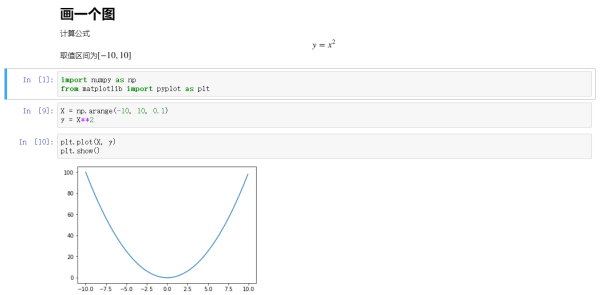 画一个图
计算公式
y = x²
取值区间为[−10, 10]
In [1]:
import numpy as np
from matplotlib import pyplot as plt
In [9]:
X = np.arange(-10, 10, 0.1)
y = X**2
In [10]:
plt.plot(X, y)
plt.show()
100
80
60
40
20
0
−10.0 −7.5 −5.0 −2.5 0.0 2.5 5.0 7.5 10.0